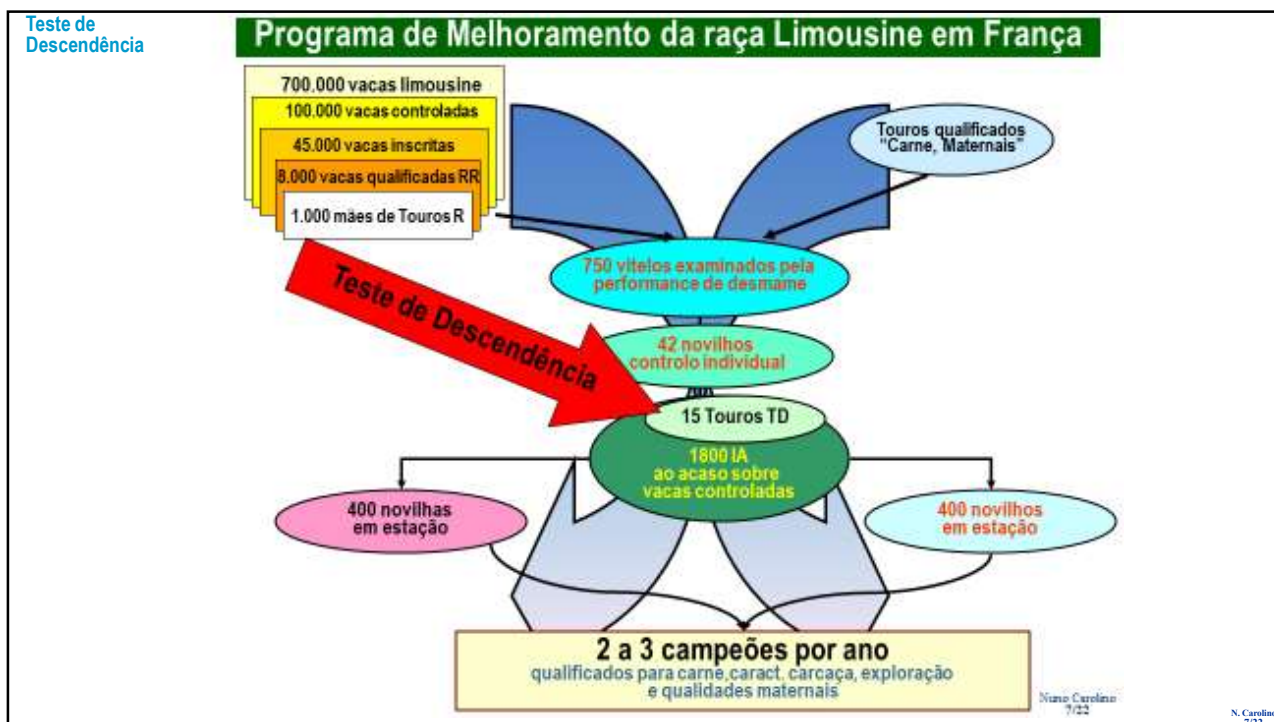 Teste de
Descendência
Programa de Melhoramento da raça Limousine em França
700.000 vacas limousine
100.000 vacas controladas
45.000 vacas inscritas
8.000 vacas qualificadas RR
1.000 mães de Touros R
Touros qualificados
"Carne, Maternais"
750 vitelos examinados pela
performance de desmame
Teste de Descendência
42 novilhos
controlo individual
15 Touros TD
1800 IA
ao acaso sobre
vacas controladas
400 novilhas
em estação
400 novilhos
em estação
2 a 3 campeões por ano
qualificados para carne,caract. carcaça, exploração
e qualidades maternais
Nuno Carolino
7/22
N. Carolino
7/22